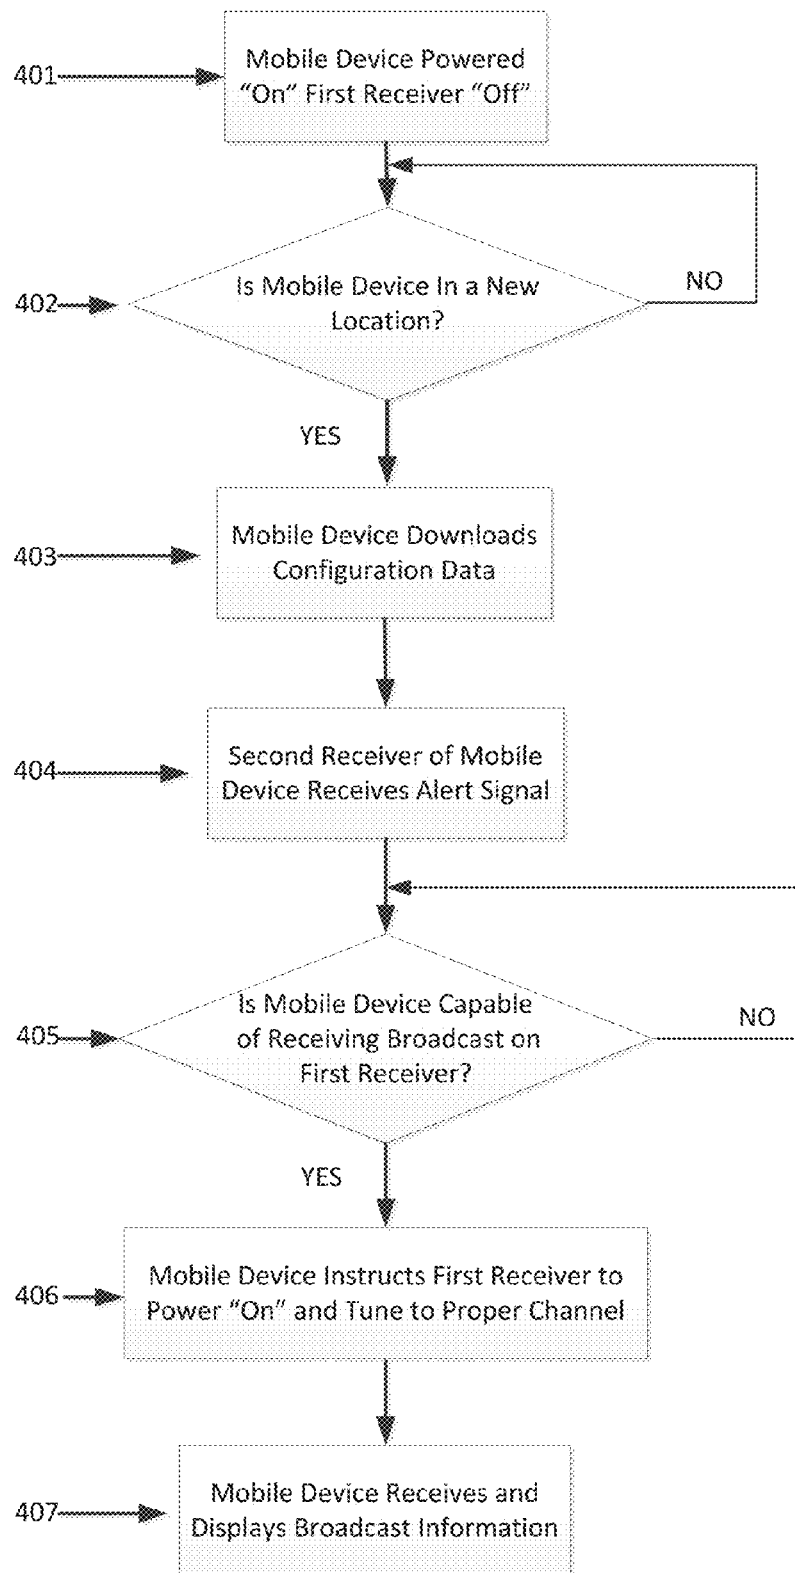 401
Mobile Device Powered
“On” First Receiver “Off”
402
Is Mobile Device In a New
Location?
NO
YES
403
Mobile Device Downloads
Configuration Data
404
Second Receiver of Mobile
Device Receives Alert Signal
405
Is Mobile Device Capable
of Receiving Broadcast on
First Receiver?
NO
YES
406
Mobile Device Instructs First Receiver to
Power “On” and Tune to Proper Channel
407
Mobile Device Receives and
Displays Broadcast Information